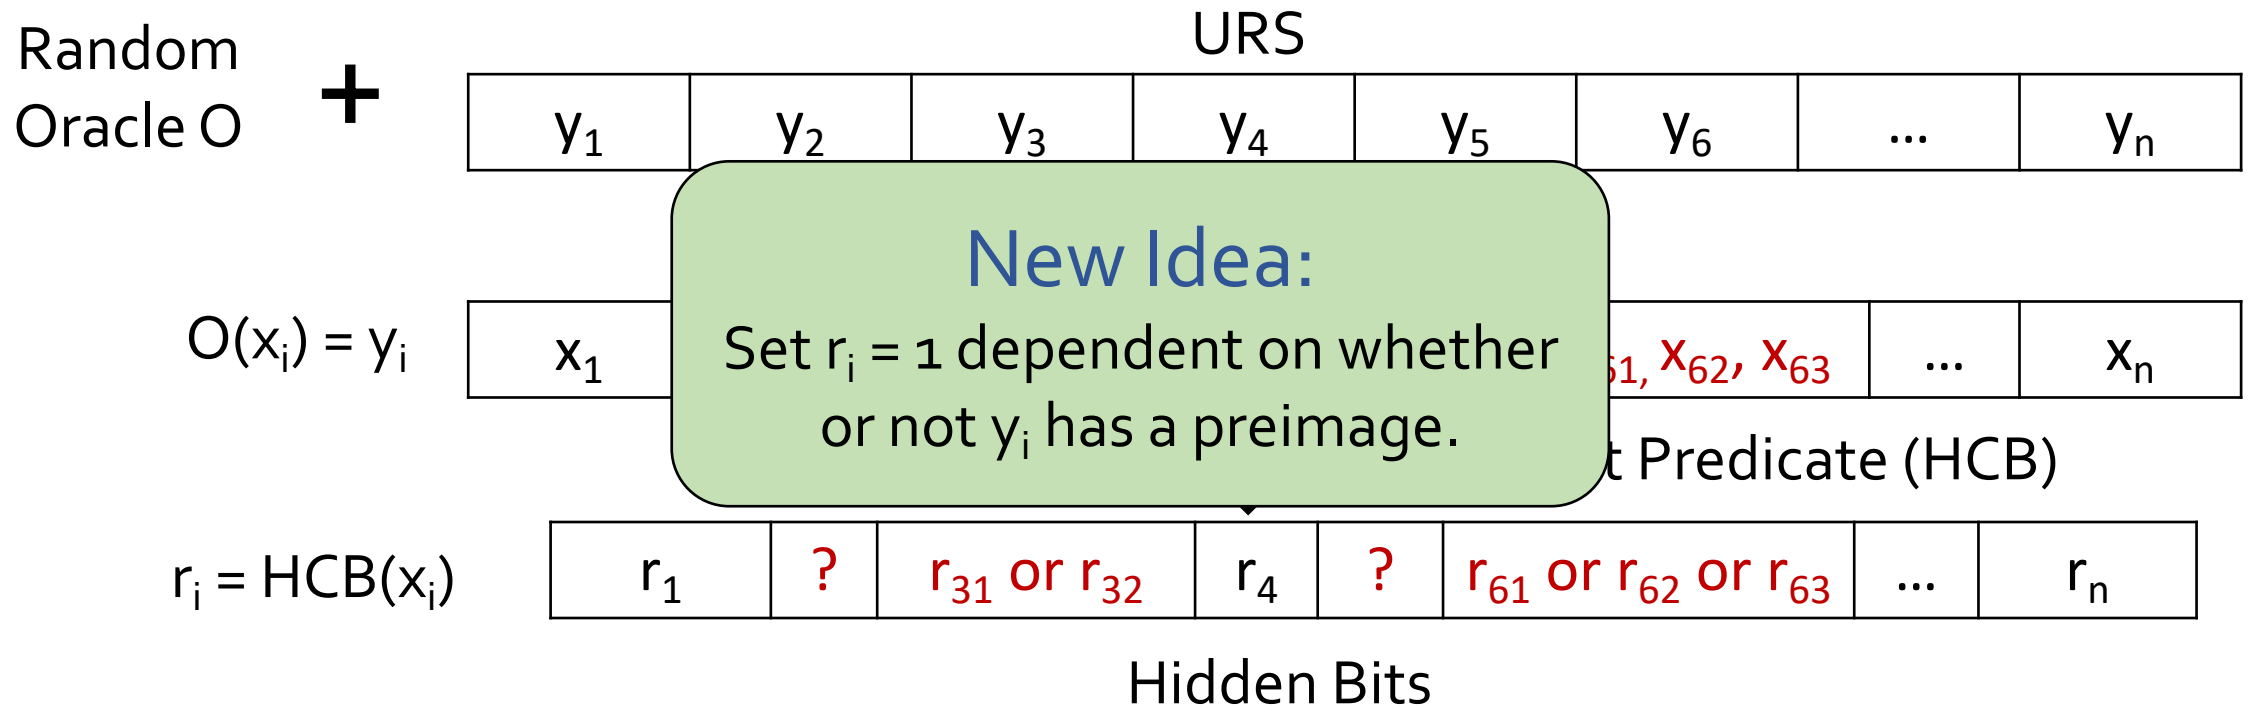 URS
Random
Oracle O
+
y₁ y₂ y₃ y₄ y₅ y₆ ... yₙ
New Idea:
Set rᵢ = 1 dependent on whether
or not yᵢ has a preimage.
O(xᵢ) = yᵢ
x₁ ₆₁, x₆₂, x₆₃ ... xₙ
Predicate (HCB)
rᵢ = HCB(xᵢ)
r₁ ? r₃₁ or r₃₂ r₄ ? r₆₁ or r₆₂ or r₆₃ ... rₙ
Hidden Bits